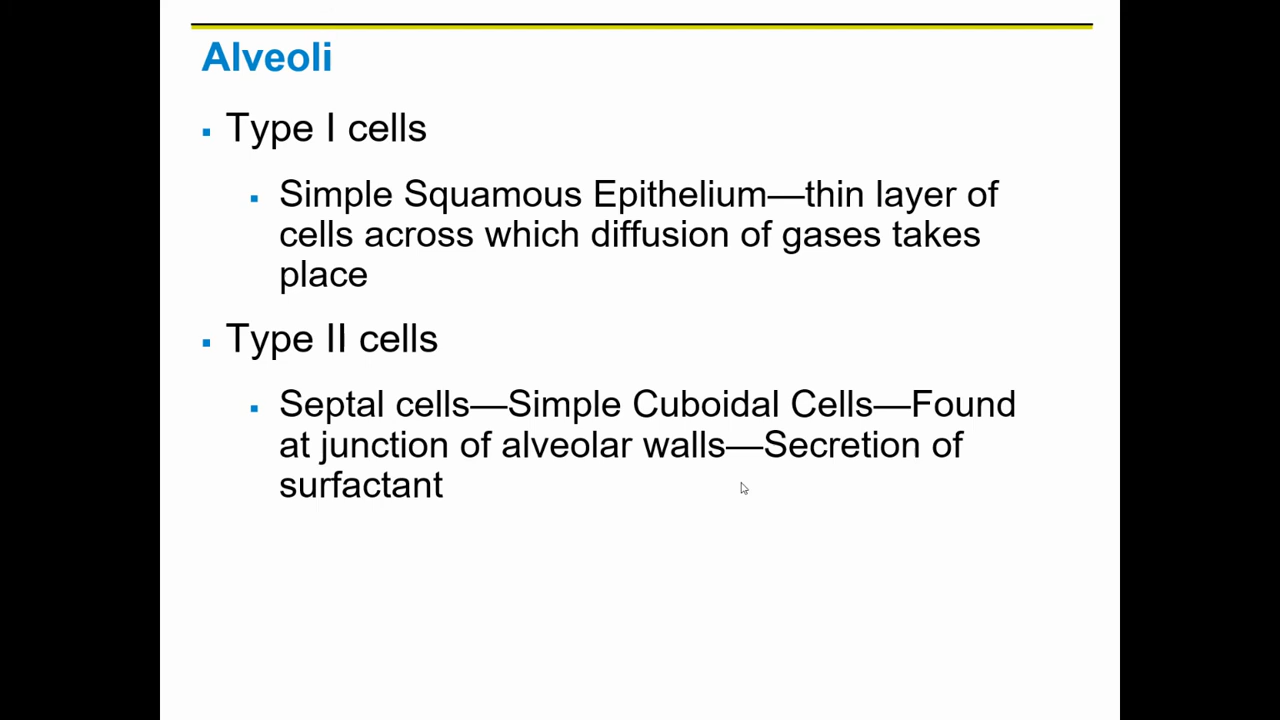 Alveoli
▪ Type I cells
▪ Simple Squamous Epithelium—thin layer of
cells across which diffusion of gases takes
place
▪ Type II cells
▪ Septal cells—Simple Cuboidal Cells—Found
at junction of alveolar walls—Secretion of
surfactant